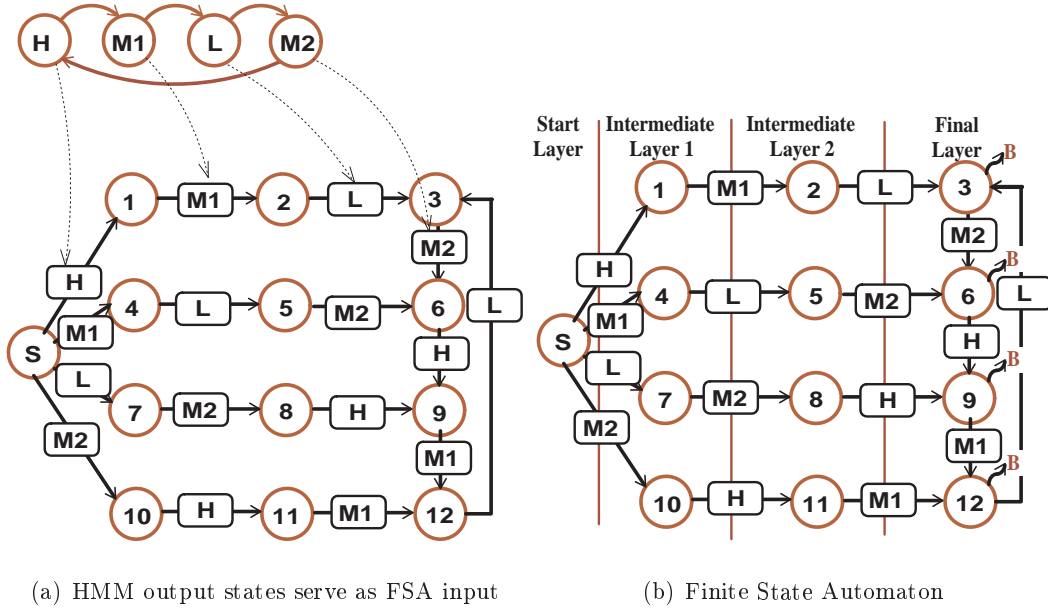 H M1 L M2
1 M1 2 L 3
M2
H
4 L 5 M2 6
M1
L
S
H
L
7 M2 8 H 9
M2
M1
10 H 11 M1 12
(a) HMM output states serve as FSA input
Start Layer
Intermediate Layer 1
Intermediate Layer 2
Final Layer
B
1 M1 2 L 3
M2
H
B
4 L 5 M2 6
L
M1
S
H
L
B
7 M2 8 H 9
M2
M1
B
10 H 11 M1 12
(b) Finite State Automaton